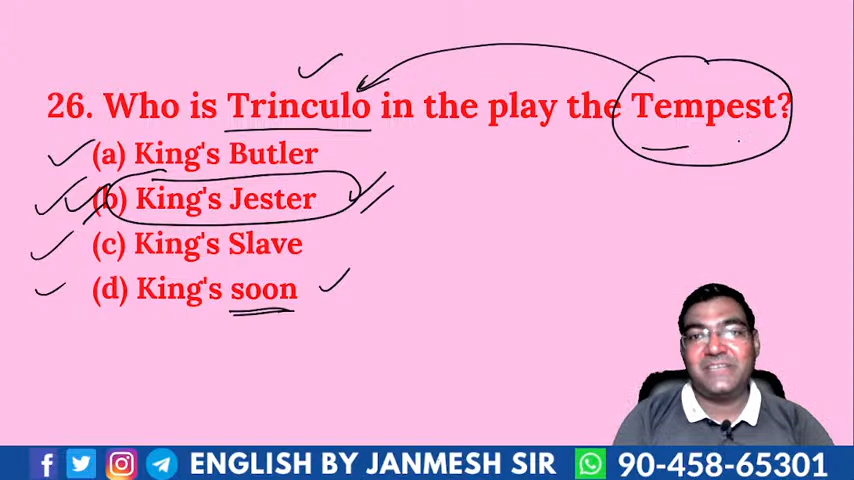 26. Who is Trinculo in the play the Tempest?
(a) King's Butler
(b) King's Jester
(c) King's Slave
(d) King's soon
ENGLISH BY JANMESH SIR 90-458-65301